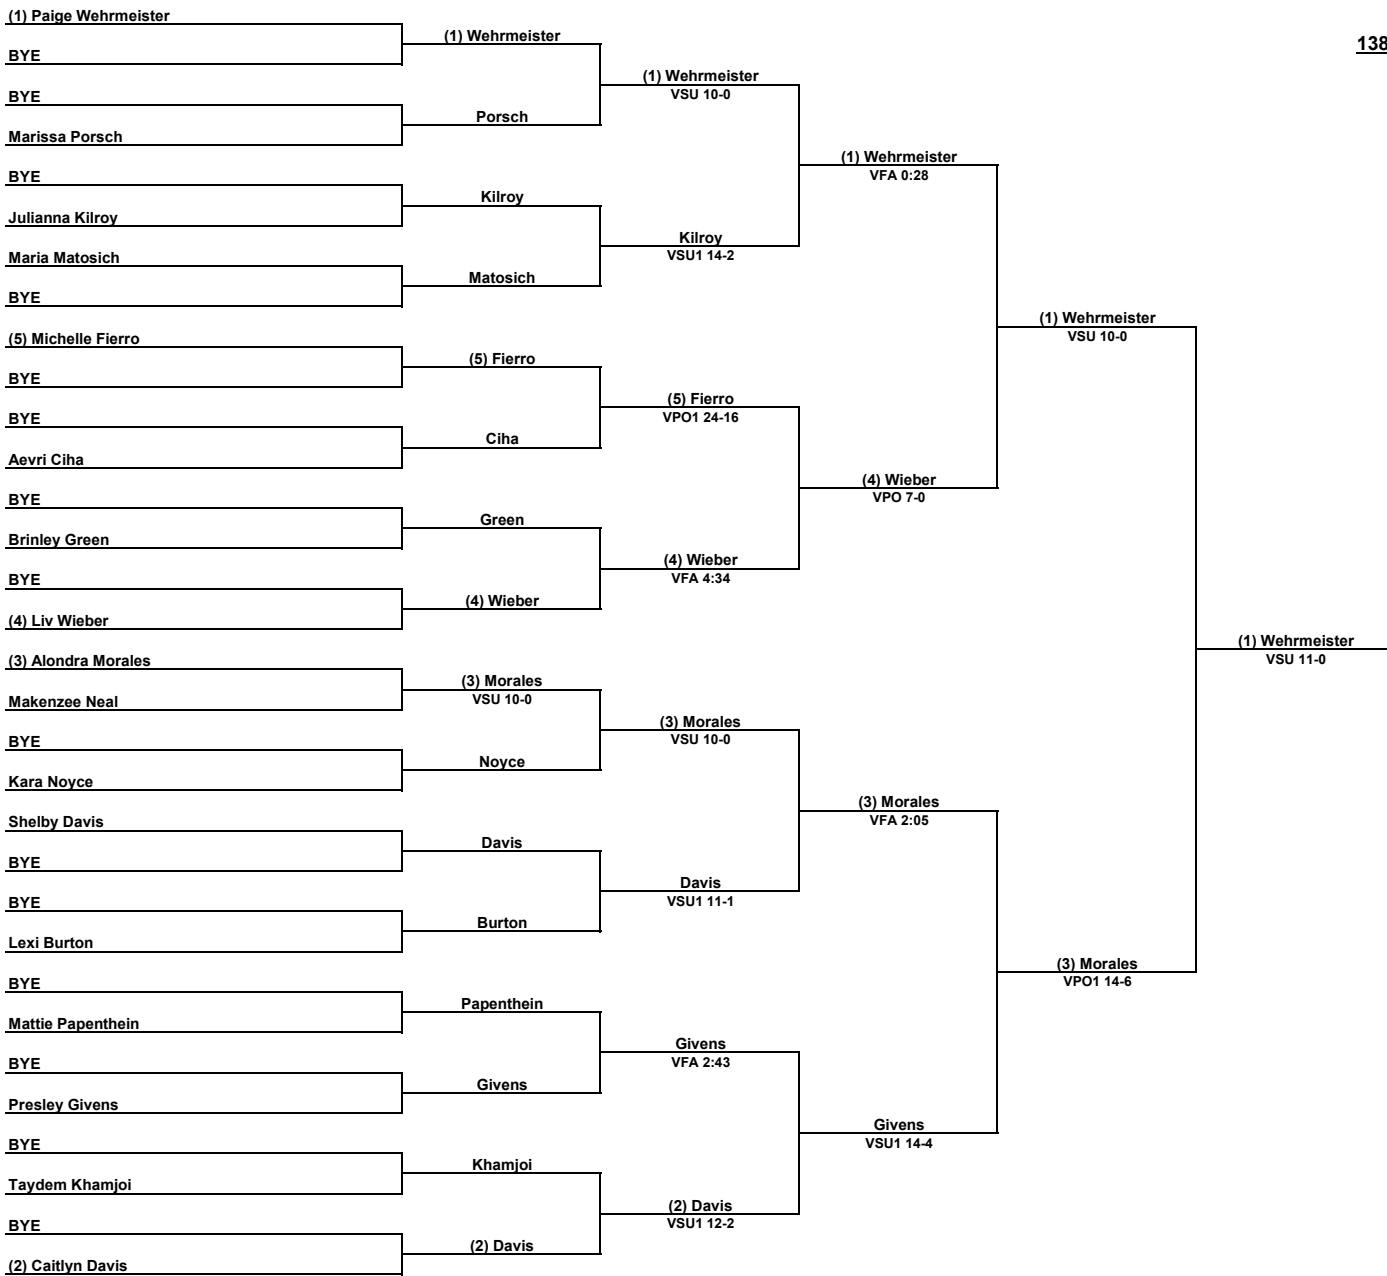 (1) Paige Wehrmeister
BYE
BYE
Marissa Porsch
BYE
Julianna Kilroy
Maria Matosich
BYE
(5) Michelle Fierro
BYE
BYE
Aevri Ciha
BYE
Brinley Green
BYE
(4) Liv Wieber
(3) Alondra Morales
Makenzee Neal
BYE
Kara Noyce
Shelby Davis
BYE
BYE
Lexi Burton
BYE
Mattie Papenthein
BYE
Presley Givens
BYE
Taydem Khamjoi
BYE
(2) Caitlyn Davis
(1) Wehrmeister
Porsch
Kilroy
Matosich
(5) Fierro
Ciha
Green
(4) Wieber
(3) Morales
VSU 10-0
Noyce
Davis
Burton
Papenthein
Givens
Khamjoi
(2) Davis
(1) Wehrmeister
VSU 10-0
Kilroy
VSU1 14-2
(5) Fierro
VPO1 24-16
(4) Wieber
VFA 4:34
(3) Morales
VSU 10-0
Davis
VSU1 11-1
Givens
VFA 2:43
(2) Davis
VSU1 12-2
(1) Wehrmeister
VFA 0:28
(4) Wieber
VPO 7-0
(3) Morales
VFA 2:05
Givens
VSU1 14-4
(1) Wehrmeister
VSU 10-0
(3) Morales
VPO1 14-6
(1) Wehrmeister
VSU 11-0
138